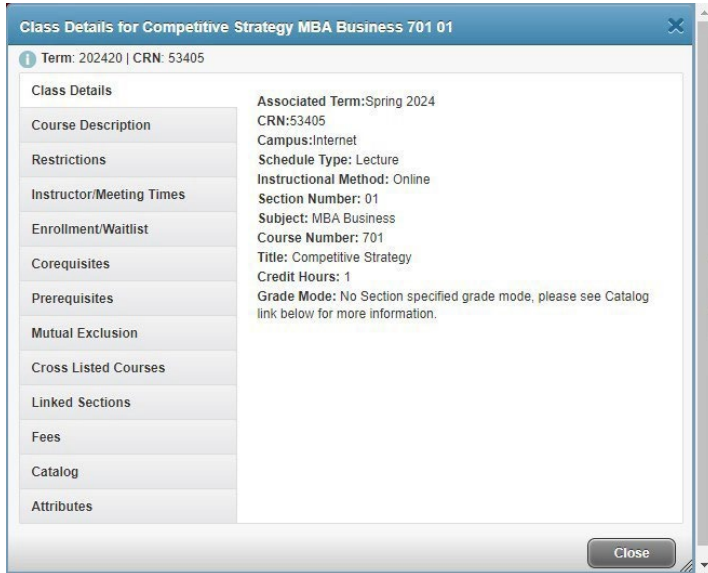 Class Details for Competitive Strategy MBA Business 701 01
Term: 202420 | CRN: 53405
Class Details
Course Description
Restrictions
Instructor/Meeting Times
Enrollment/Waitlist
Corequisites
Prerequisites
Mutual Exclusion
Cross Listed Courses
Linked Sections
Fees
Catalog
Attributes
Associated Term:Spring 2024
CRN:53405
Campus:Internet
Schedule Type: Lecture
Instructional Method: Online
Section Number: 01
Subject: MBA Business
Course Number: 701
Title: Competitive Strategy
Credit Hours: 1
Grade Mode: No Section specified grade mode, please see Catalog
link below for more information.
Close